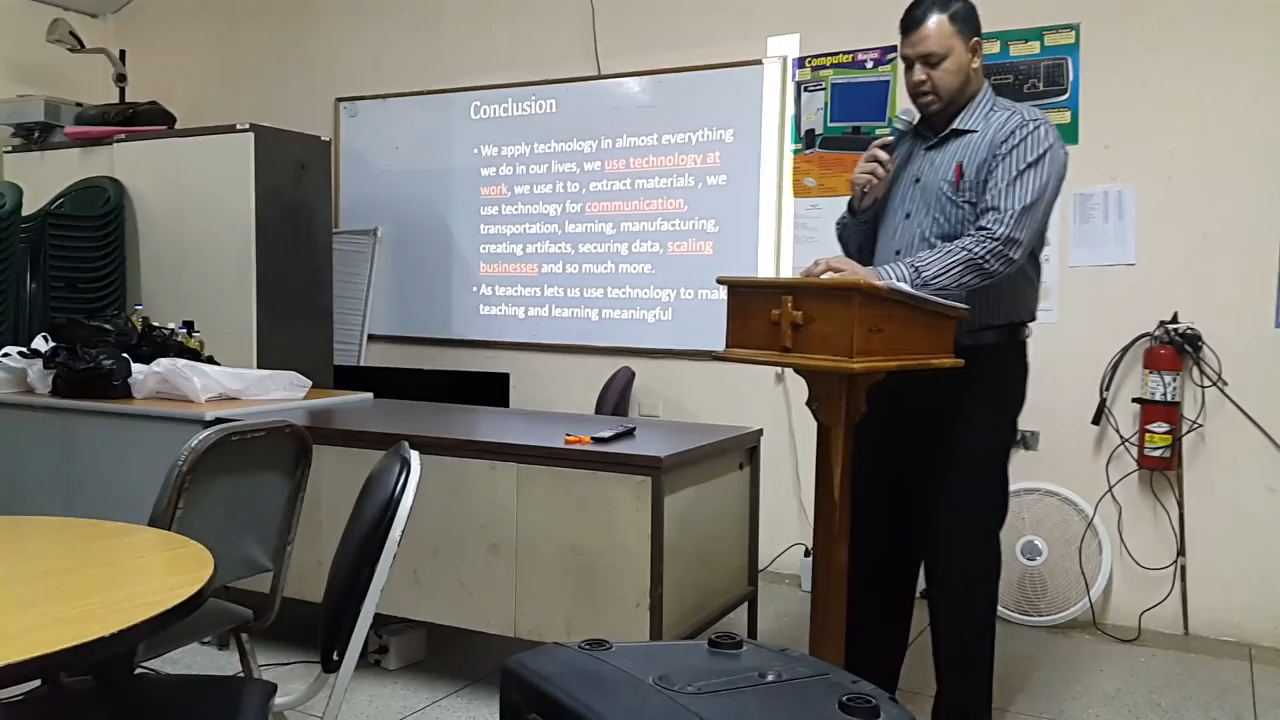 Conclusion
• We apply technology in almost everything
we do in our lives, we use technology at
work, we use it to , extract materials , we
use technology for communication,
transportation, learning, manufacturing,
creating artifacts, securing data, scaling
businesses and so much more.
• As teachers lets us use technology to mak
teaching and learning meaningful
Computer Basics